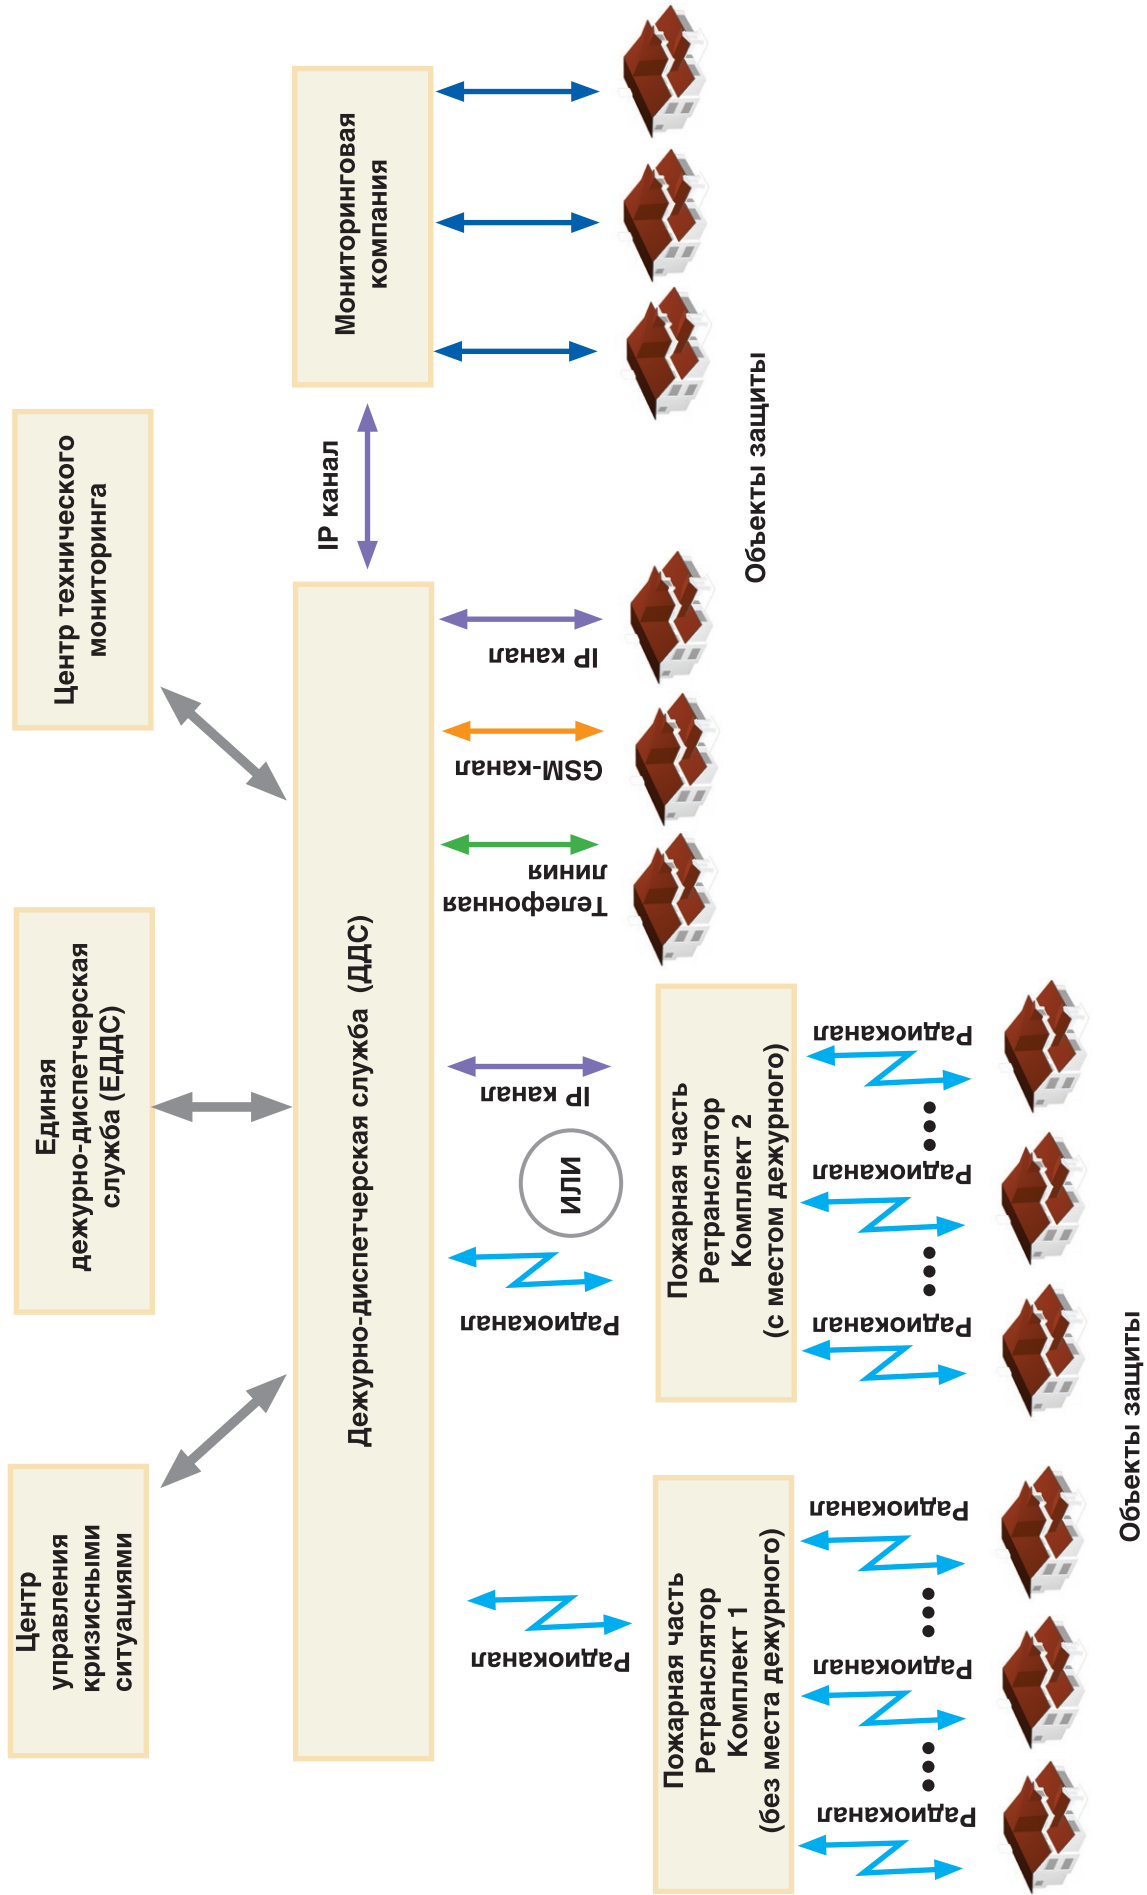 Центр
управления
кризисными
ситуациями
Единая
дежурно-диспетчерская
служба (ЕДДС)
Центр технического
мониторинга
Дежурно-диспетчерская служба (ДДС)
IP канал
Мониторинговая
компания
Радиоканал
Радиоканал
ИЛИ
IP канал
Телефонная
линия
GSM-канал
IP канал
Пожарная часть
Ретранслятор
Комплект 1
(без места дежурного)
Пожарная часть
Ретранслятор
Комплект 2
(с местом дежурного)
Объекты защиты
Радиоканал
Радиоканал
Радиоканал
Радиоканал
Радиоканал
Радиоканал
Объекты защиты